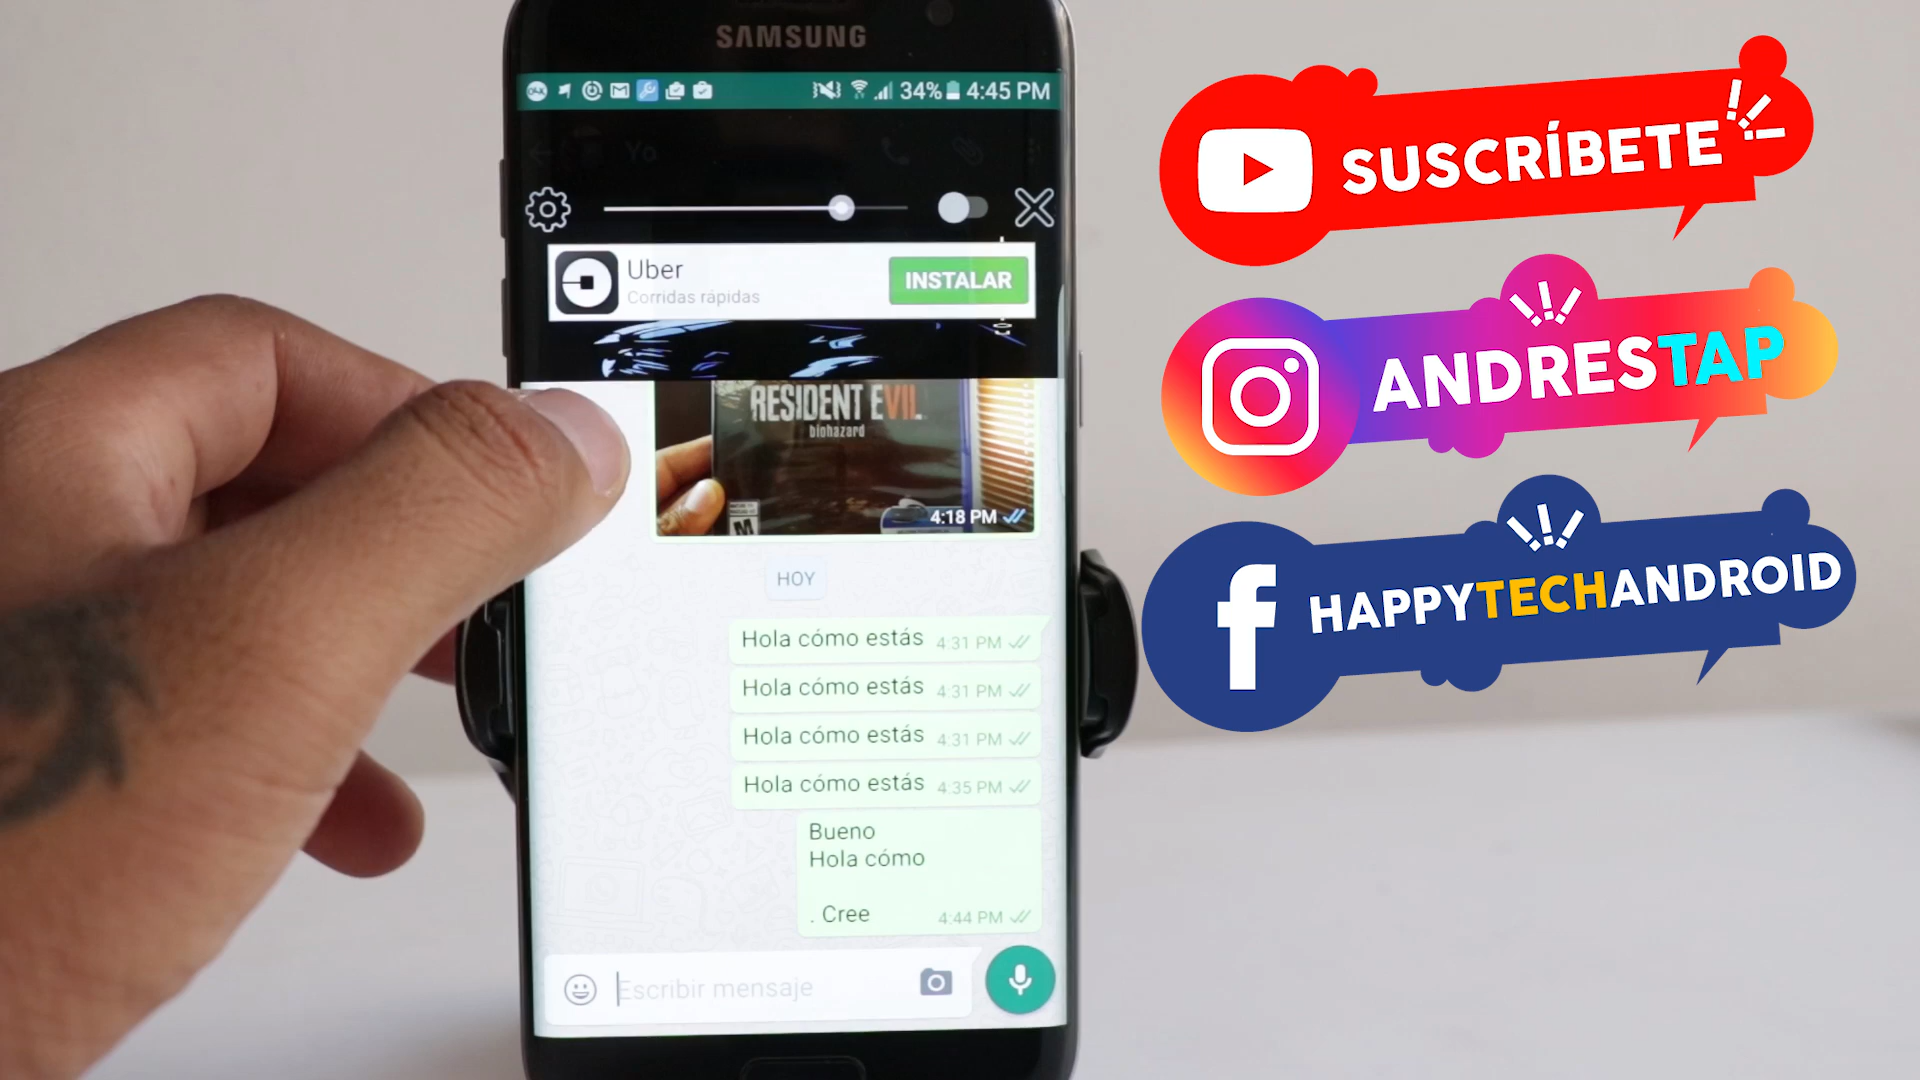 SAMSUNG
34% 4:45 PM
Yo
Uber
Corridas rápidas
INSTALAR
RESIDENT EVII.
biohazard
M
4:18 PM
HOY
Hola cómo estás 4:31 PM
Hola cómo estás 4:31 PM
Hola cómo estás 4:31 PM
Hola cómo estás 4:35 PM
Bueno
Hola cómo
. Cree 4:44 PM
Escribir mensaje
SUSCRÍBETE
ANDRESTAP
f HAPPYTECHANDROID